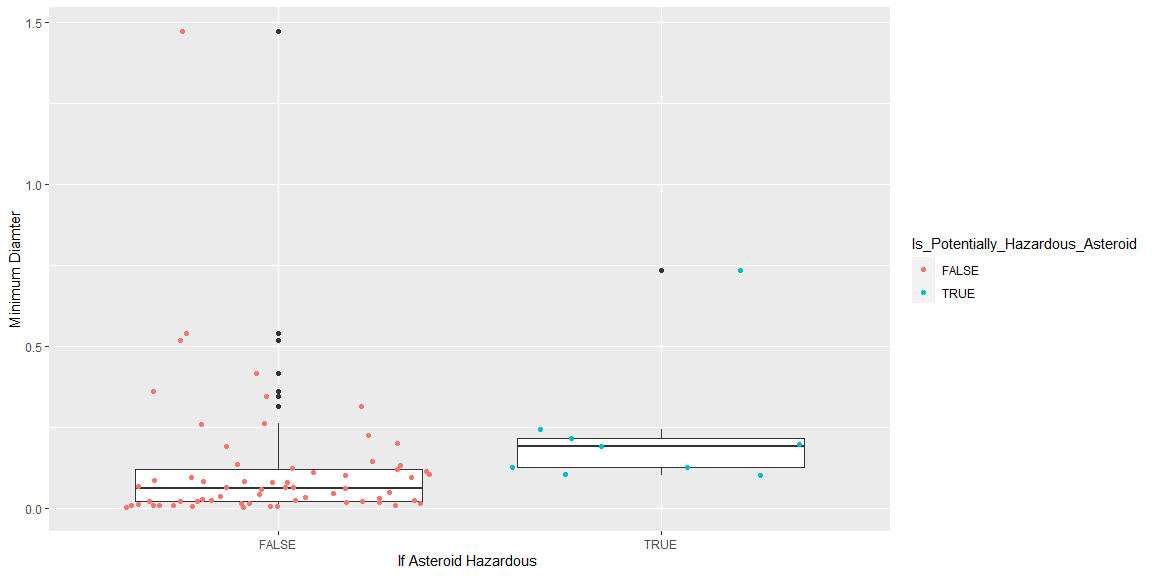 1.5
1.0
0.5
0.0
Minimum Diamter
FALSE
TRUE
If Asteroid Hazardous
Is_Potentially_Hazardous_Asteroid
FALSE
TRUE